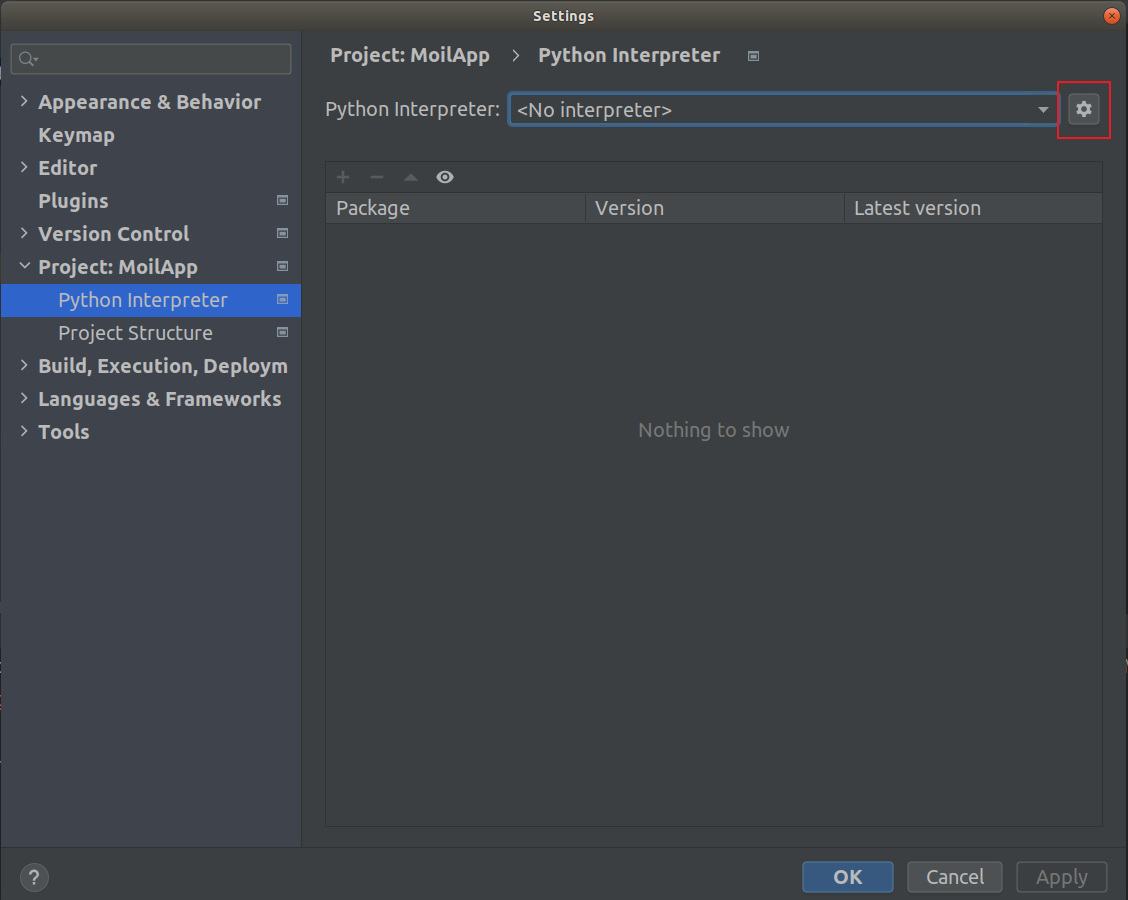 Settings
Appearance & Behavior
Keymap
Editor
Plugins
Version Control
Project: MoilApp
Python Interpreter
Project Structure
Build, Execution, Deploym
Languages & Frameworks
Tools
Project: MoilApp › Python Interpreter
Python Interpreter: <No interpreter>
Package Version Latest version
Nothing to show
? OK Cancel Apply